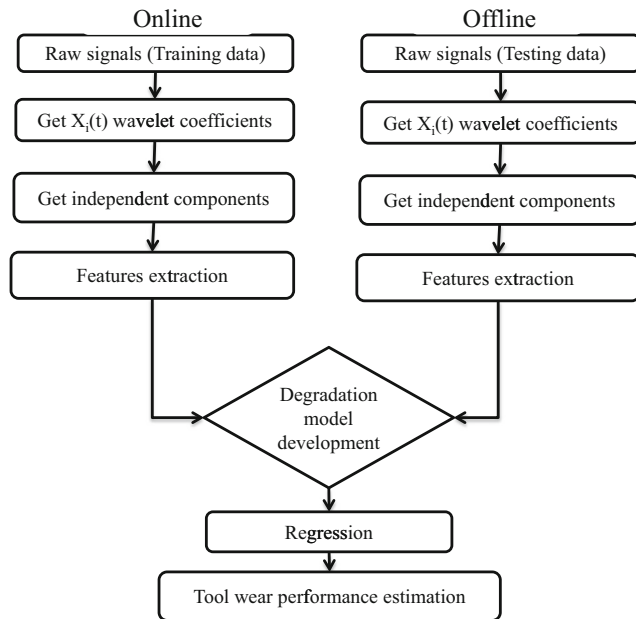 Online
Raw signals (Training data)
Get Xi(t) wavelet coefficients
Get independent components
Features extraction
Offline
Raw signals (Testing data)
Get Xi(t) wavelet coefficients
Get independent components
Features extraction
Degradation
model
development
Regression
Tool wear performance estimation